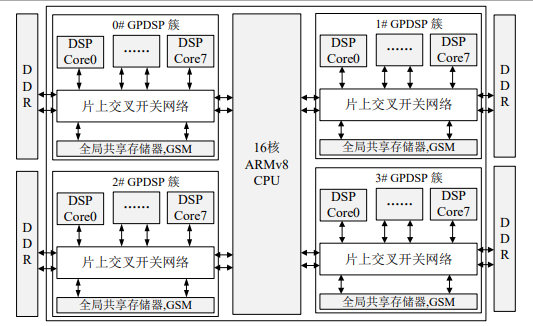 0# GPDSP 簇
DSP Core0
……
DSP Core7
片上交叉开关网络
全局共享存储器,GSM
DDR
1# GPDSP 簇
DSP Core0
……
DSP Core7
片上交叉开关网络
全局共享存储器,GSM
DDR
16核
ARMv8
CPU
2# GPDSP 簇
DSP Core0
……
DSP Core7
片上交叉开关网络
全局共享存储器,GSM
DDR
3# GPDSP 簇
DSP Core0
……
DSP Core7
片上交叉开关网络
全局共享存储器,GSM
DDR